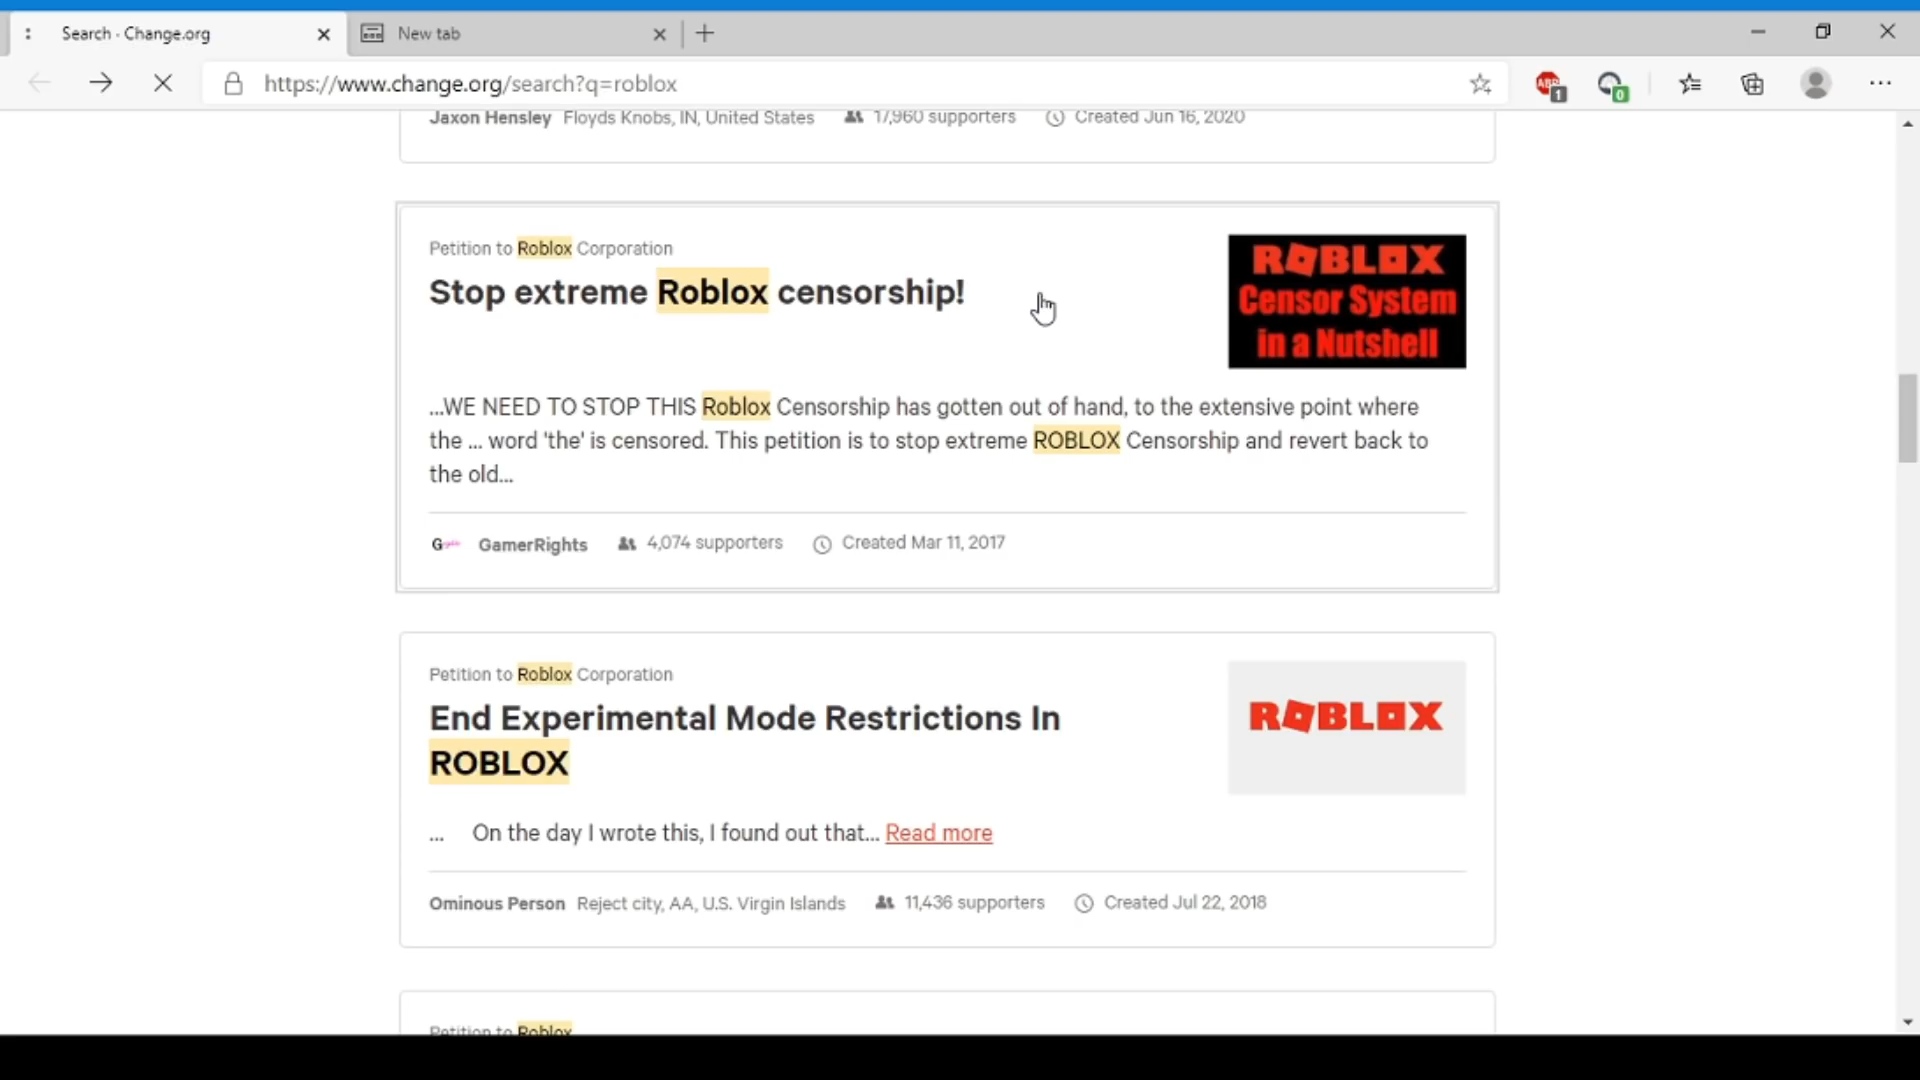 Search - Change.org
New tab
https://www.change.org/search?q=roblox
ABP 1
0
Jaxon Hensley Floyds Knobs, IN, United States 17,960 supporters Created Jun 16, 2020
Petition to Roblox Corporation
Stop extreme Roblox censorship!
ROBLOX
Censor System
in a Nutshell
...WE NEED TO STOP THIS Roblox Censorship has gotten out of hand, to the extensive point where
the ... word 'the' is censored. This petition is to stop extreme ROBLOX Censorship and revert back to
the old...
GamerRights 4,074 supporters Created Mar 11, 2017
Petition to Roblox Corporation
End Experimental Mode Restrictions In
ROBLOX
ROBLOX
... On the day I wrote this, I found out that... Read more
Ominous Person Reject city, AA, U.S. Virgin Islands 11,436 supporters Created Jul 22, 2018
Petition to Roblox